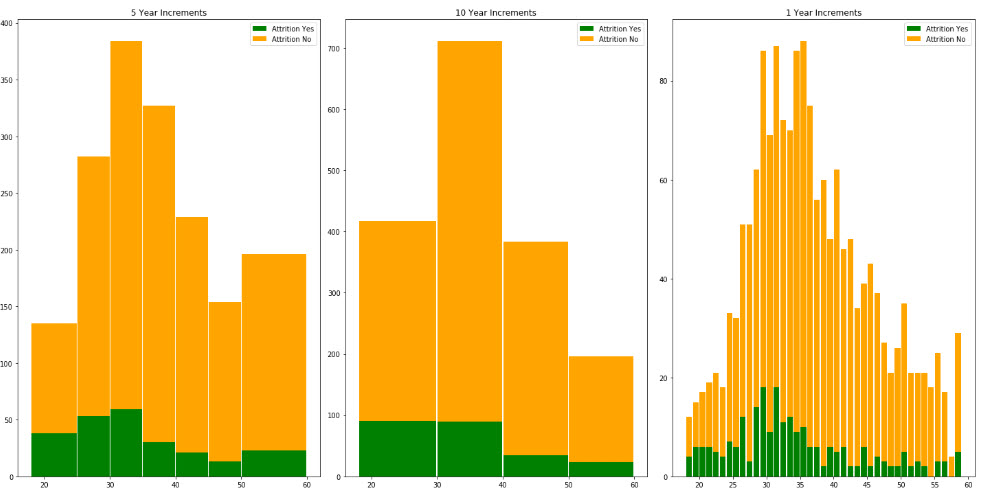 5 Year Increments
400
350
300
250
200
150
100
50
0
20 30 40 50 60
Attrition Yes
Attrition No
10 Year Increments
700
600
500
400
300
200
100
0
20 30 40 50 60
Attrition Yes
Attrition No
1 Year Increments
80
60
40
20
0
20 25 30 35 40 45 50 55 60
Attrition Yes
Attrition No